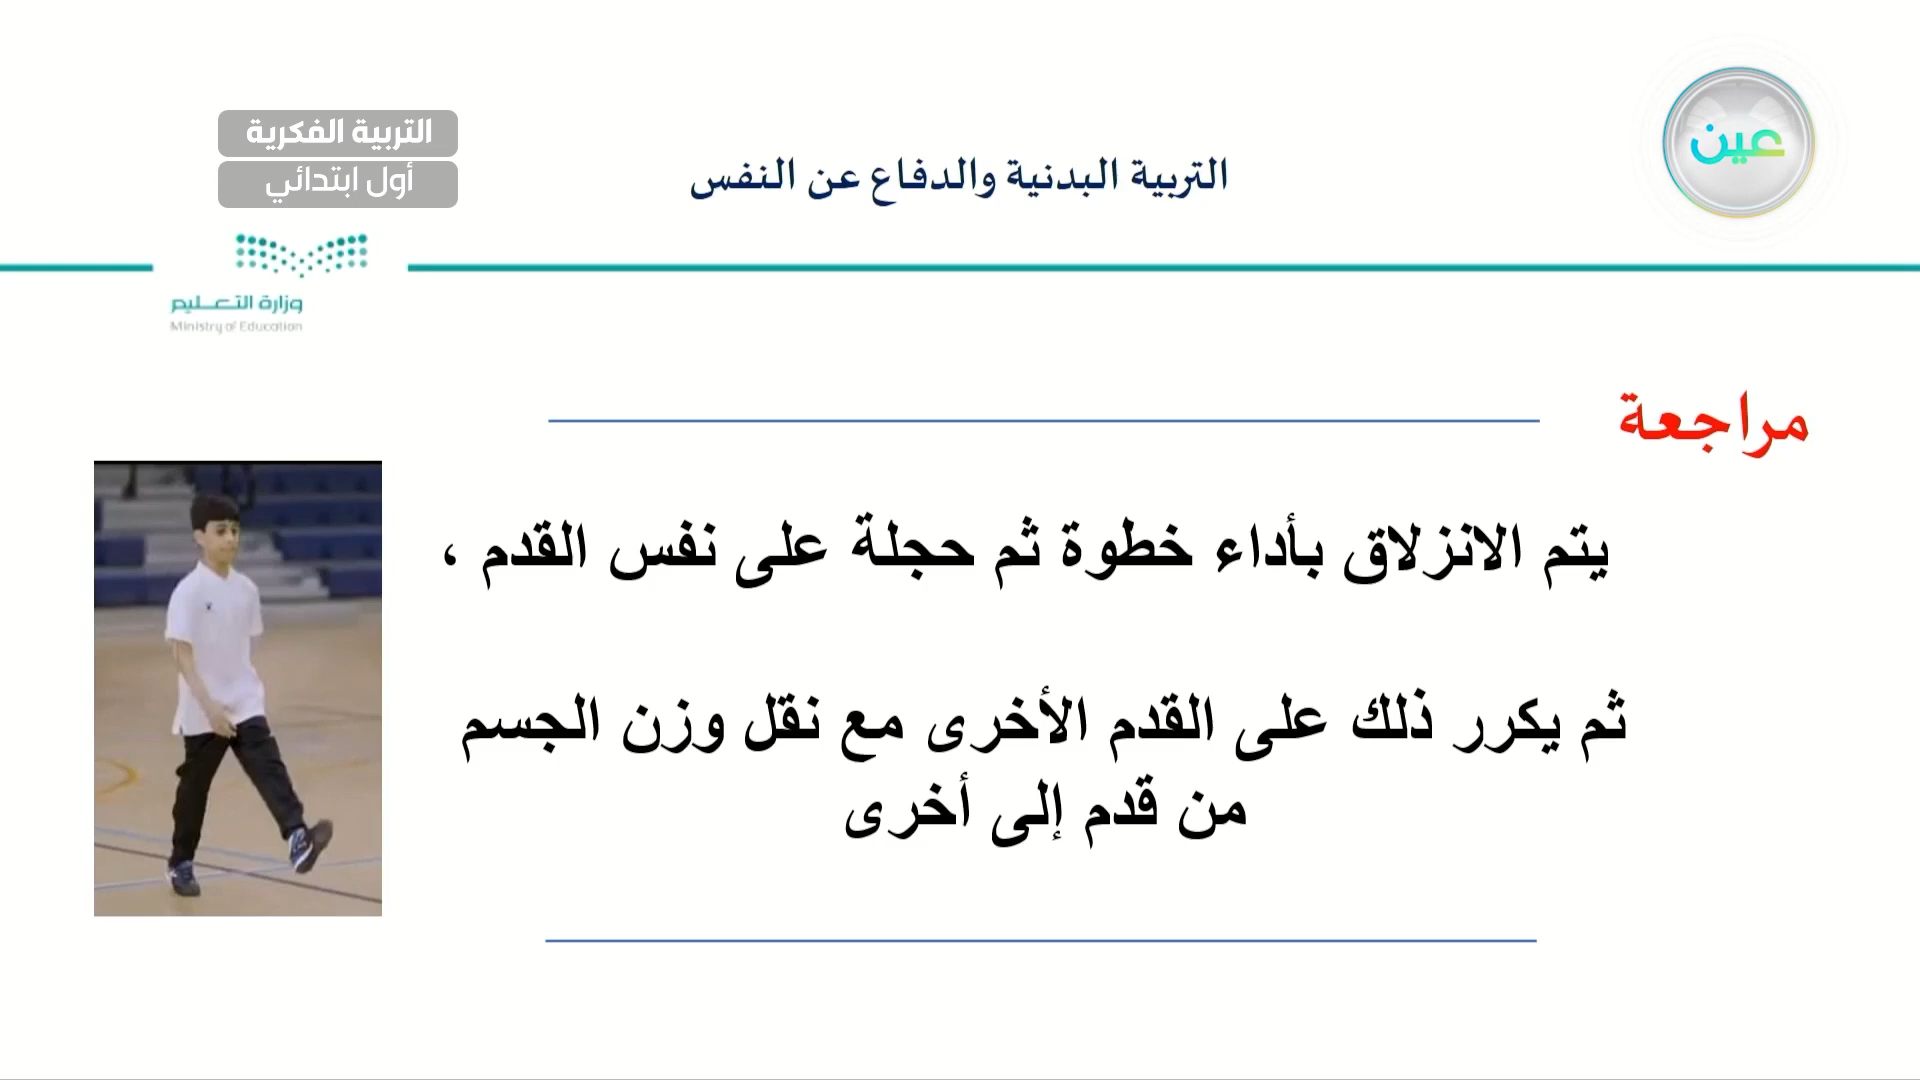 التربية الفكرية
أول ابتدائي
التربية البدنية والدفاع عن النفس
عين
وزارة التعليم
Ministry of Education
مراجعة
يتم الانزلاق بأداء خطوة ثم حجلة على نفس القدم ،
ثم يكرر ذلك على القدم الأخرى مع نقل وزن الجسم
من قدم إلى أخرى